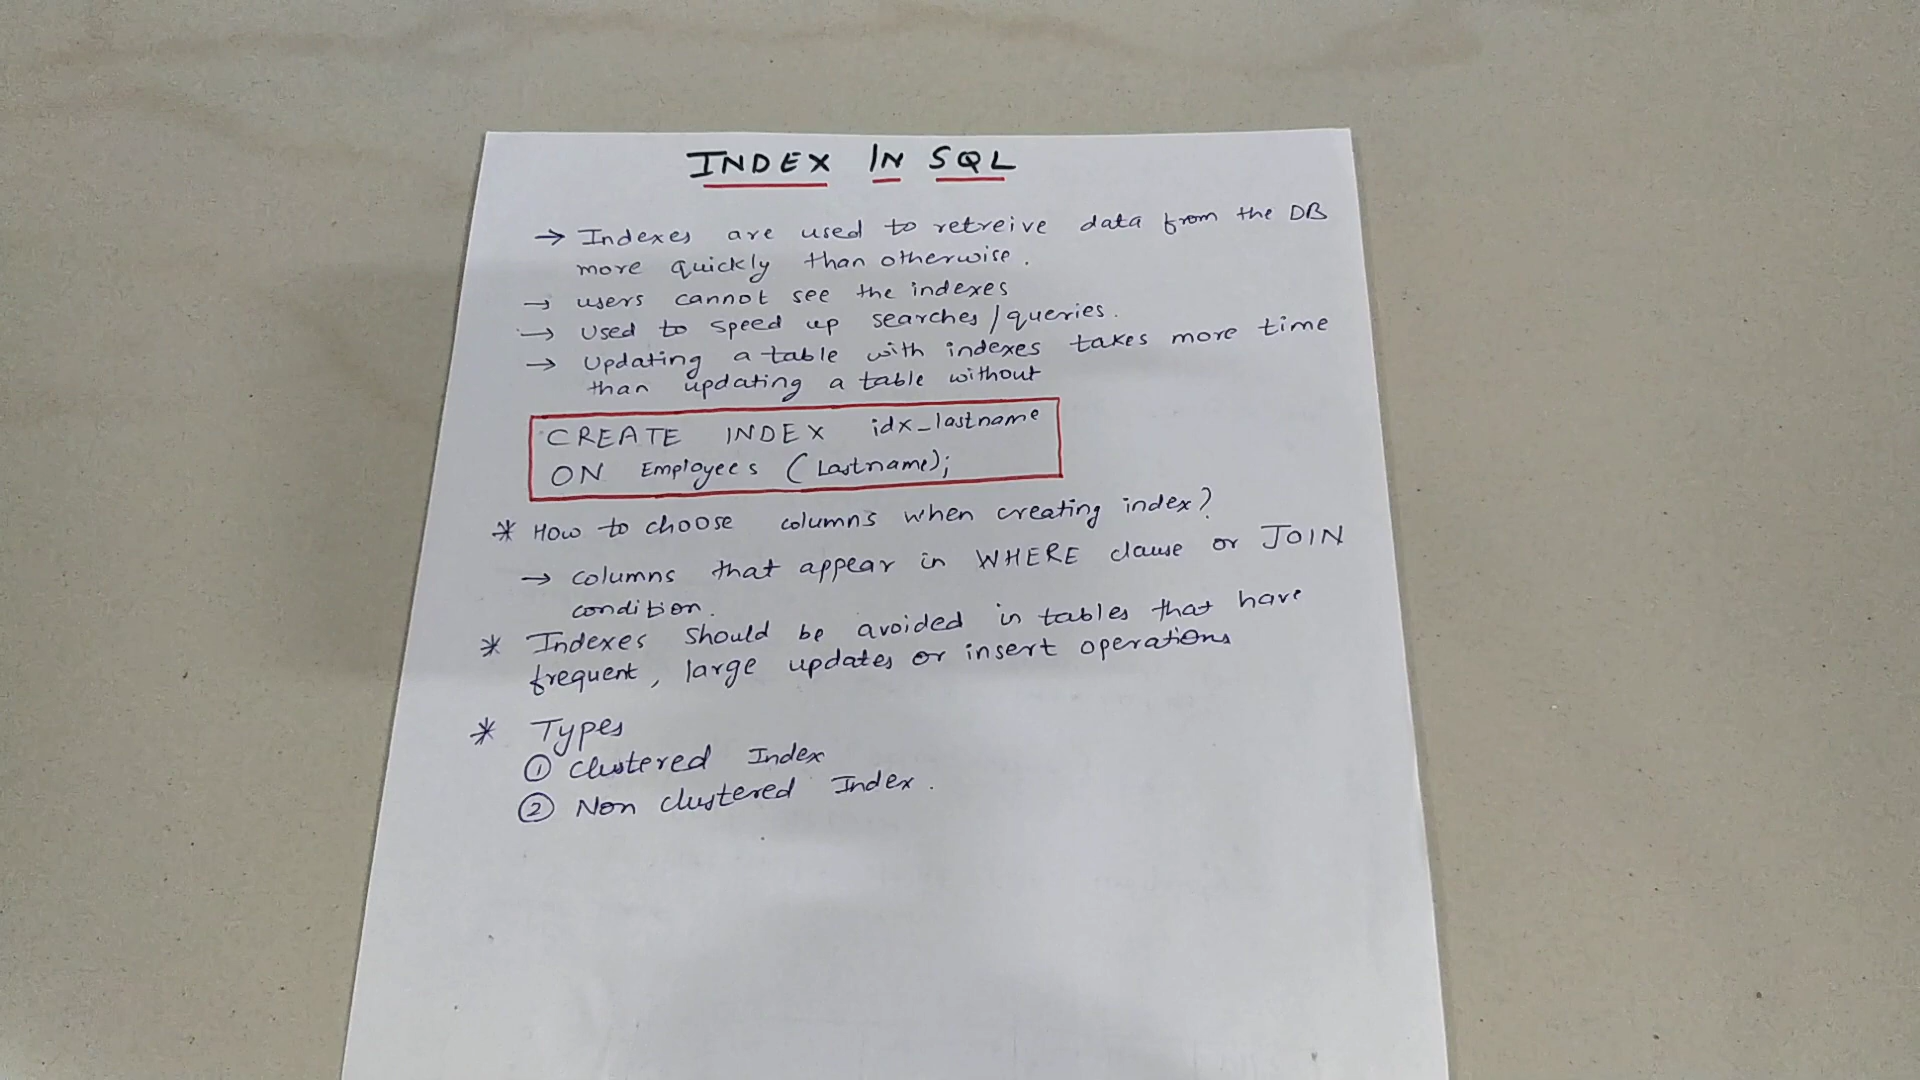 INDEX IN SQL
→ Indexes are used to retreive data from the DB
more quickly than otherwise.
→ users cannot see the indexes
→ Used to speed up searches/queries.
→ Updating a table with indexes takes more time
than updating a table without
CREATE INDEX idx_lastname
ON Employees (Lastname);
* How to choose columns when creating index?
→ columns that appear in WHERE clause or JOIN
condition.
* Indexes should be avoided in tables that have
frequent, large updates or insert operations
* Types
① Clustered Index
② Non clustered Index.